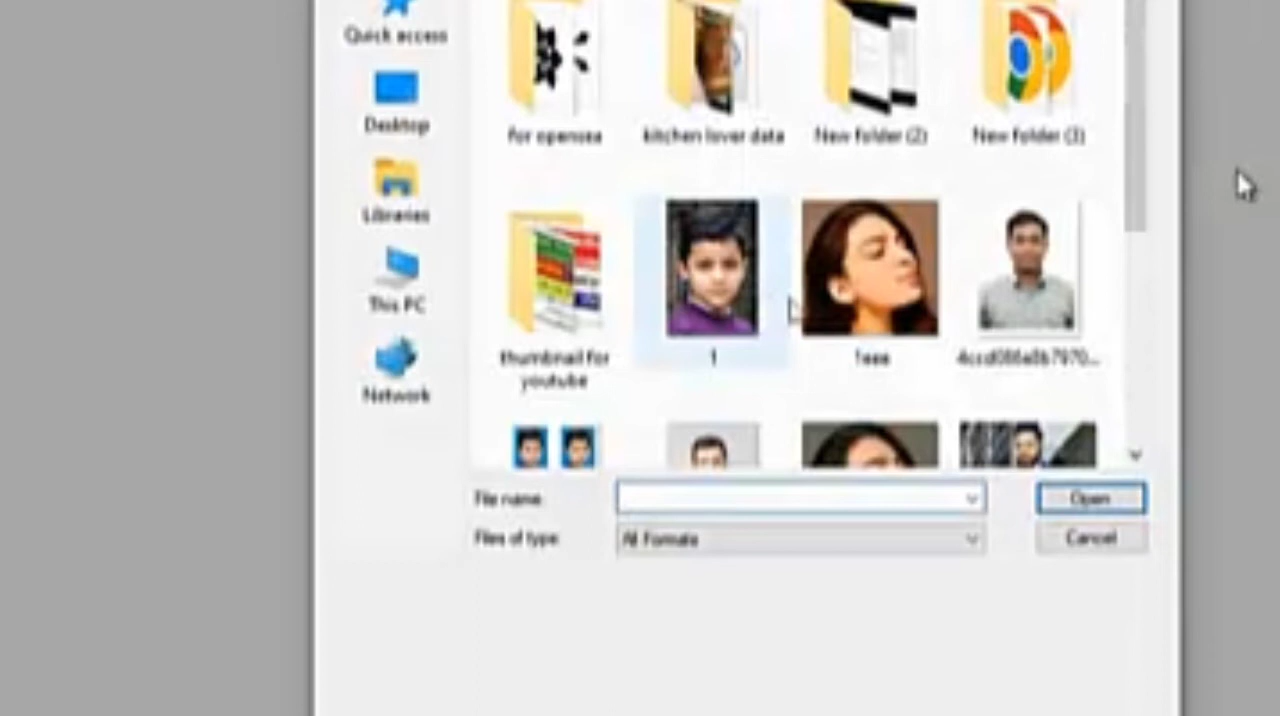 Quick access
for opensea
kitchen lover data
New folder (2)
New folder (3)
Desktop
Libraries
This PC
thumbnail for
youtube
1
1eee
Network
File name:
Open
Files of type:
All Formats
Cancel